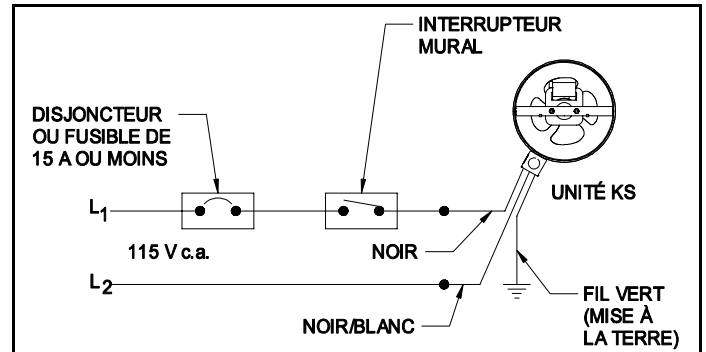 INTERRUPTEUR
MURAL
DISJONCTEUR
OU FUSIBLE DE
15 A OU MOINS
UNITÉ KS
L1
115 V c.a.
NOIR
L2
NOIR/BLANC
FIL VERT
(MISE À
LA TERRE)